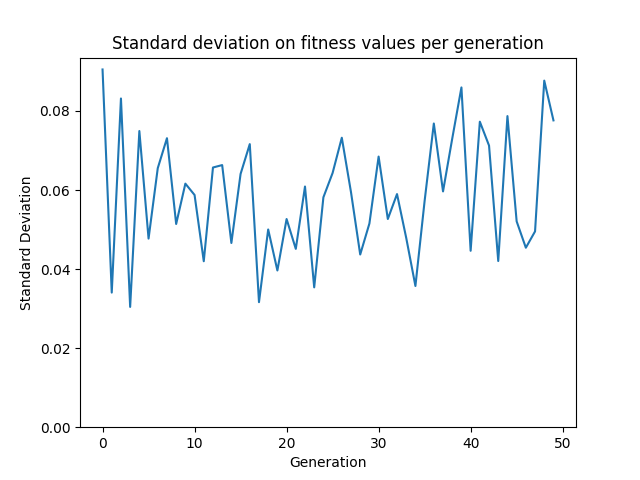 Standard deviation on fitness values per generation
Standard Deviation
0.08
0.06
0.04
0.02
0.00
0 10 20 30 40 50
Generation